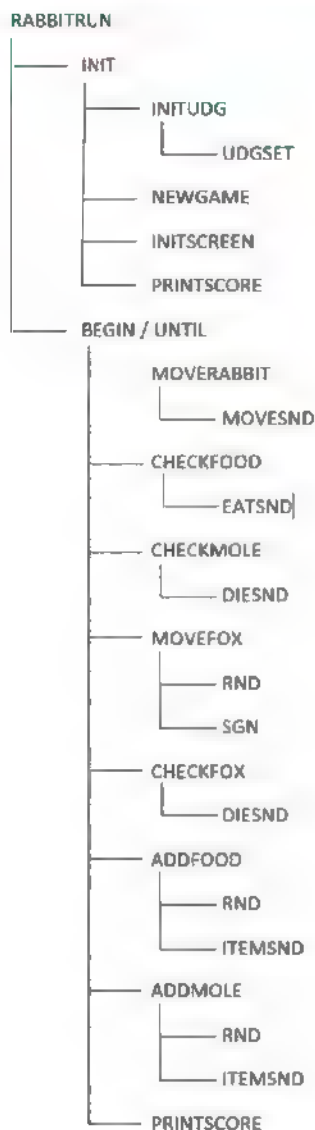 RABBITRUN
INIT
INITUDG
UDGSET
NEWGAME
INITSCREEN
PRINTSCORE
BEGIN / UNTIL
MOVERABBIT
MOVESND
CHECKFOOD
EATSND
CHECKMOLE
DIESND
MOVEFOX
RND
SGN
CHECKFOX
DIESND
ADDFOOD
RND
ITEMSND
ADDMOLE
RND
ITEMSND
PRINTSCORE